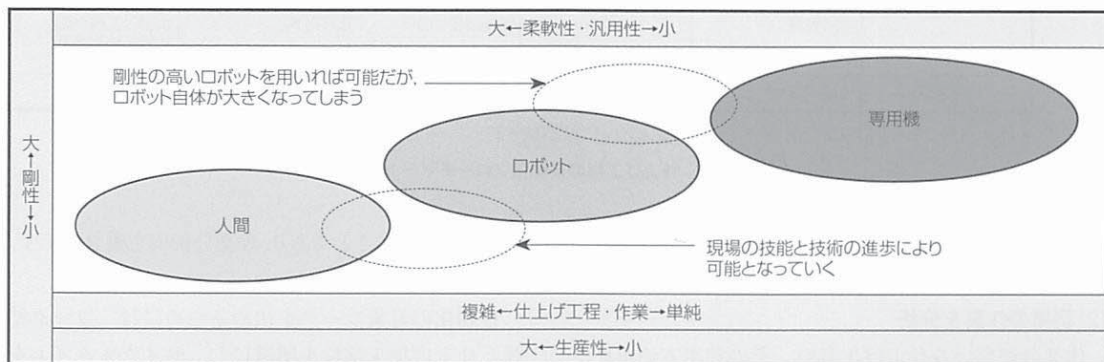 大←柔軟性・汎用性→小
剛性の高いロボットを用いれば可能だが,
ロボット自体が大きくなってしまう
専用機
大←剛性→小
ロボット
人間
現場の技能と技術の進歩により
可能となっていく
複雑←仕上げ工程・作業→単純
大←生産性→小